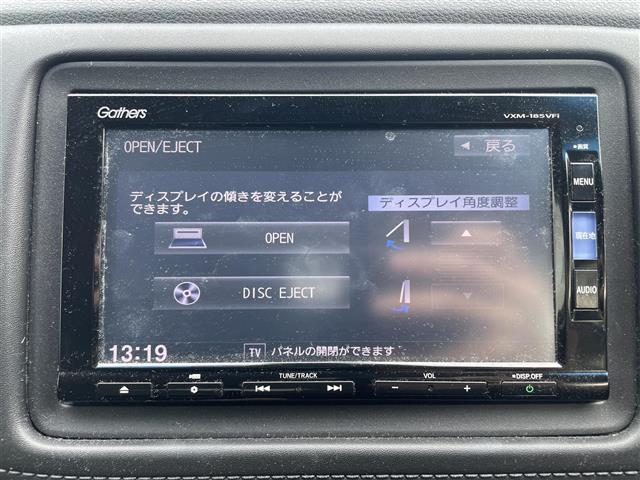 Gathers
VXM-185VFi
OPEN/EJECT
戻る
ディスプレイの傾きを変えることが
できます。
ディスプレイ角度調整
OPEN
DISC EJECT
13:19
TV パネルの開閉ができます
画質
MENU
現在地
AUDIO
TUNE/TRACK
VOL
DISP.OFF